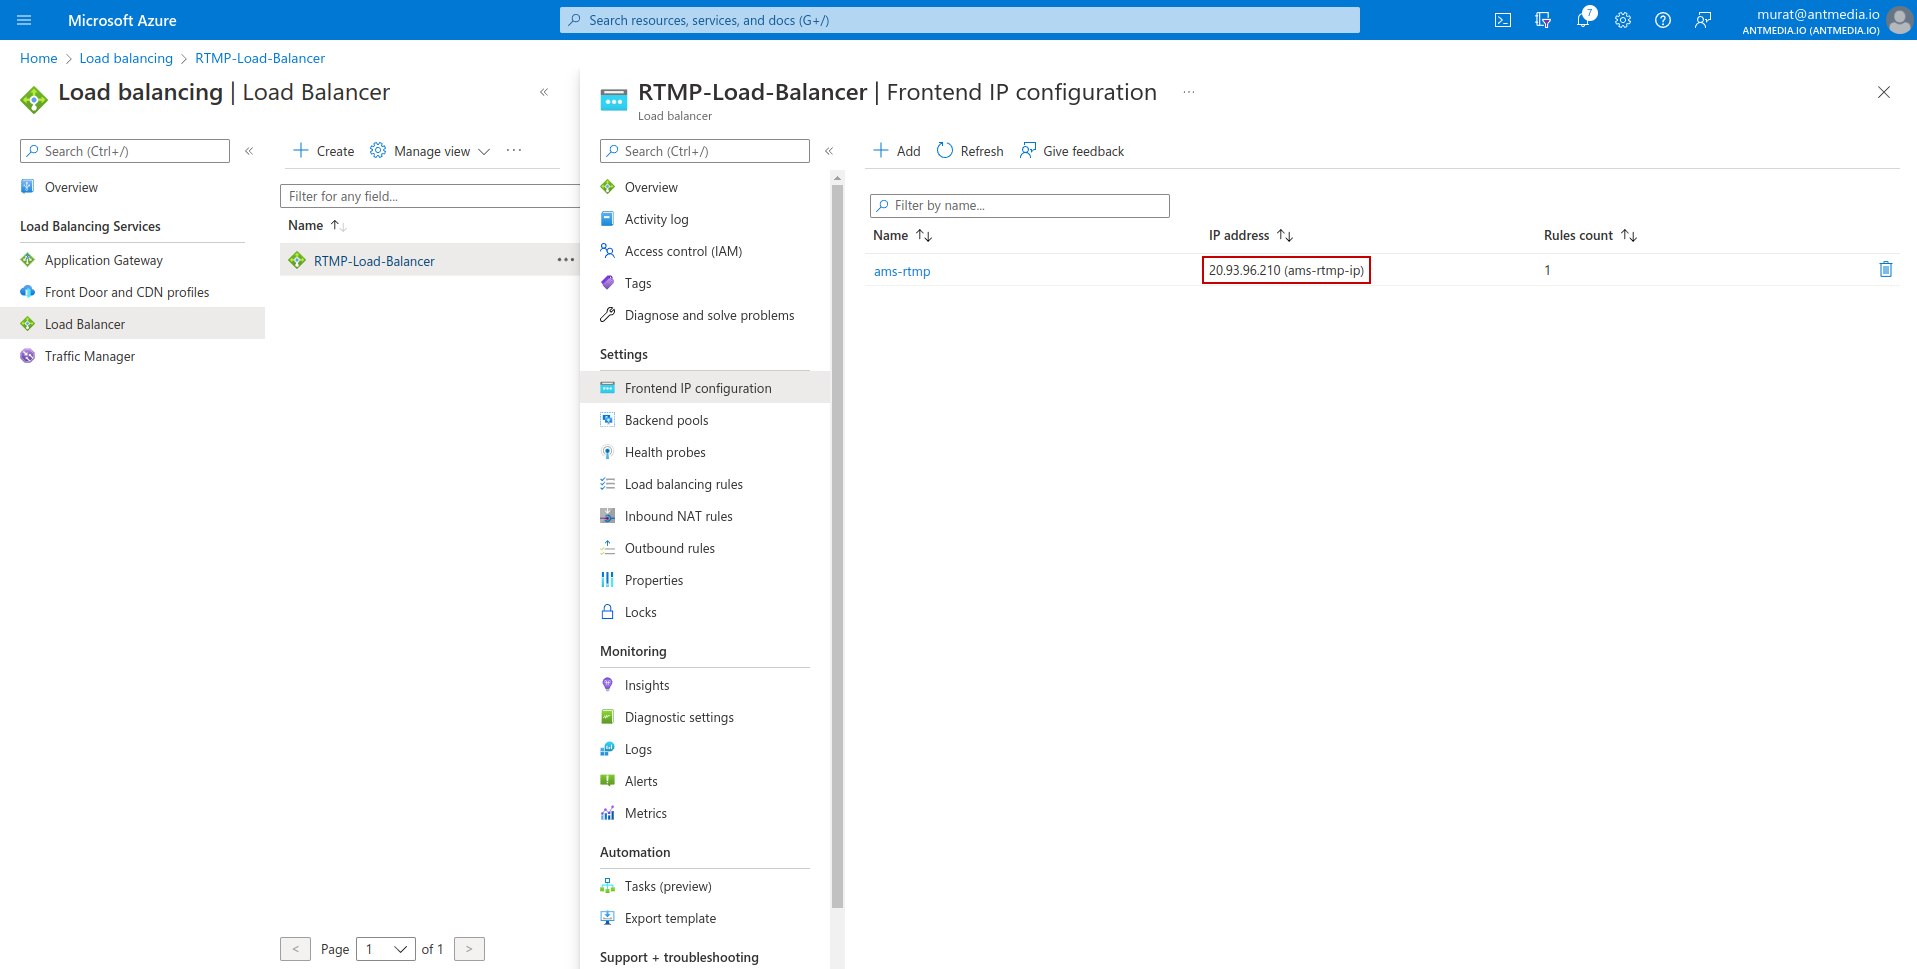 Microsoft Azure
Search resources, services, and docs (G+/)
7
murat@antmedia.io
ANTMEDIA.IO (ANTMEDIA.IO)
Home > Load balancing > RTMP-Load-Balancer
Load balancing | Load Balancer
«
Search (Ctrl+/)
«
Overview
Load Balancing Services
Application Gateway
Front Door and CDN profiles
Load Balancer
Traffic Manager
Create
Manage view
...
Filter for any field...
Name
RTMP-Load-Balancer
...
< Page 1 of 1 >
RTMP-Load-Balancer | Frontend IP configuration
...
Load balancer
Search (Ctrl+/)
«
Overview
Activity log
Access control (IAM)
Tags
Diagnose and solve problems
Settings
Frontend IP configuration
Backend pools
Health probes
Load balancing rules
Inbound NAT rules
Outbound rules
Properties
Locks
Monitoring
Insights
Diagnostic settings
Logs
Alerts
Metrics
Automation
Tasks (preview)
Export template
Support + troubleshooting
Add
Refresh
Give feedback
Filter by name...
Name IP address Rules count
ams-rtmp 20.93.96.210 (ams-rtmp-ip) 1